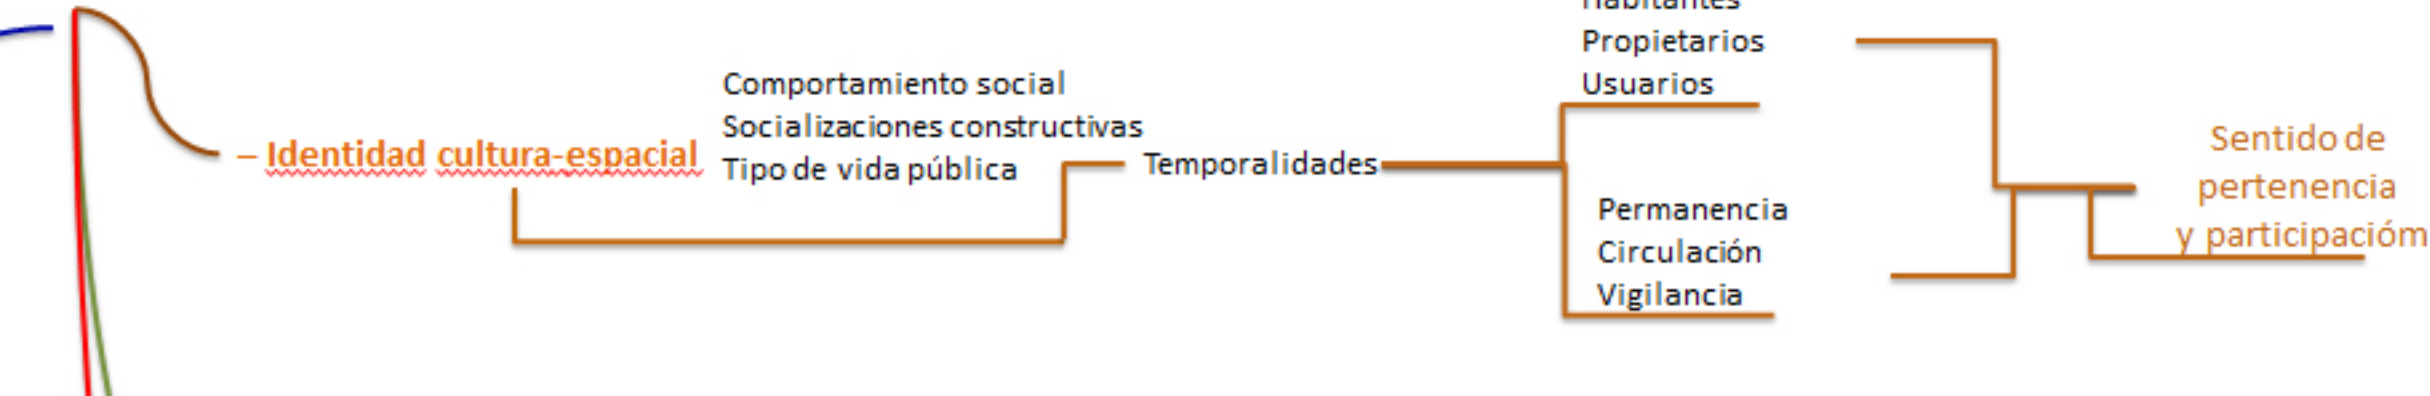 – Identidad cultura-espacial
Comportamiento social
Socializaciones constructivas
Tipo de vida pública
Temporalidades
Habitantes
Propietarios
Usuarios
Permanencia
Circulación
Vigilancia
Sentido de
pertenencia
y participacióm